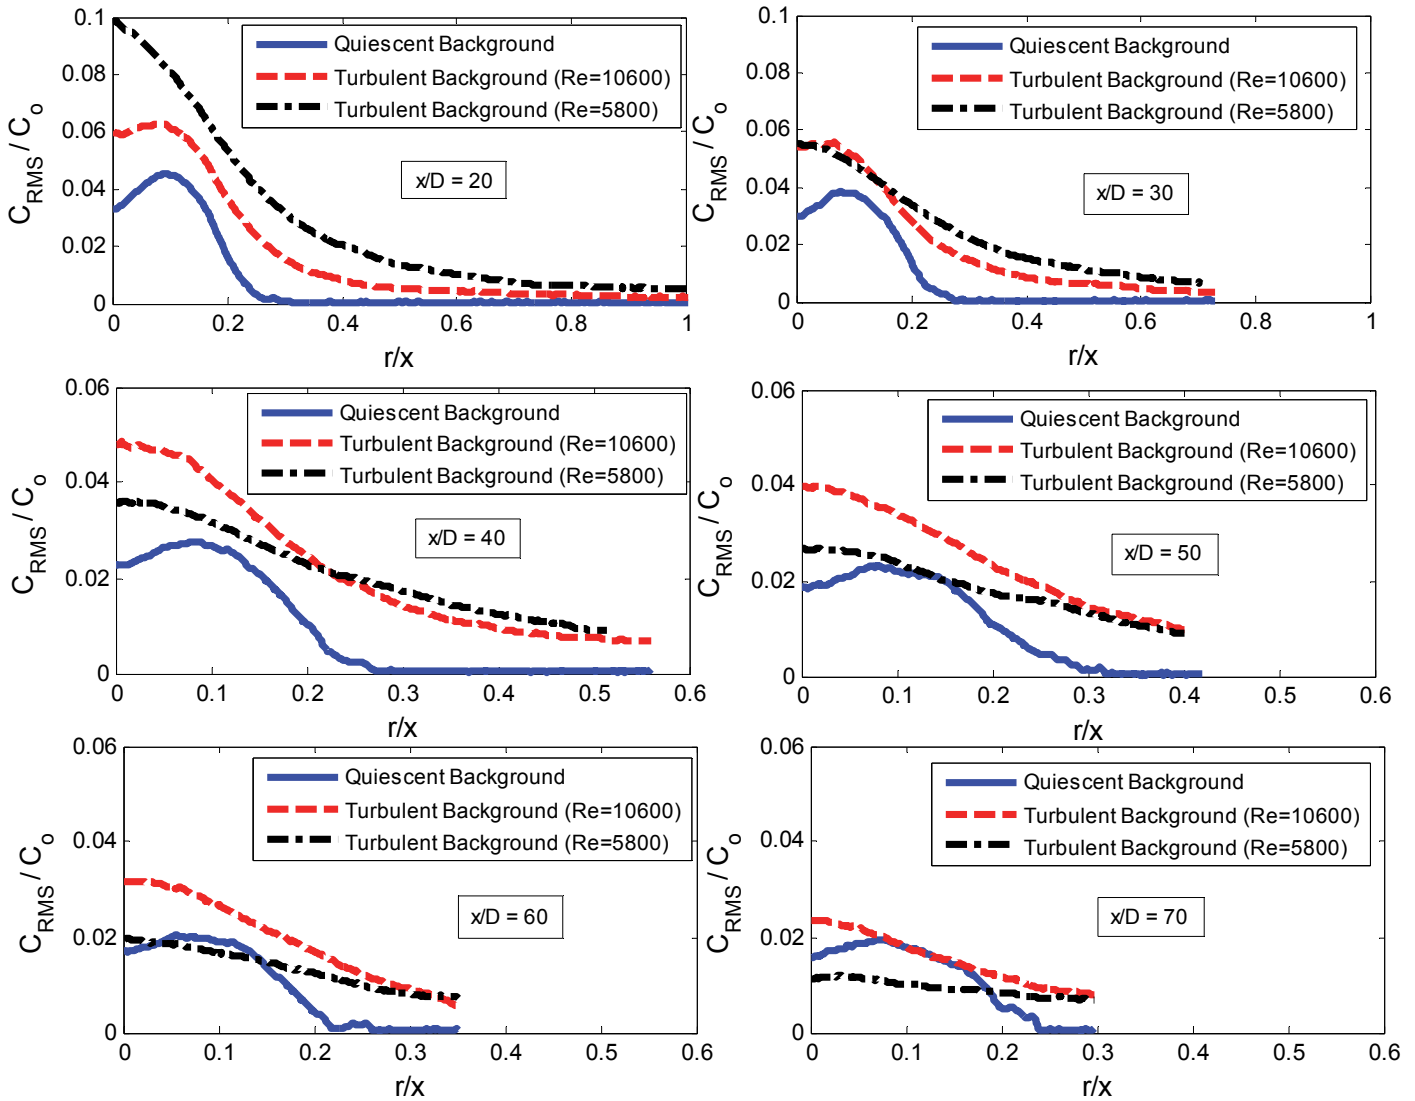 0.1
0.08
0.06
0.04
0.02
0
C_RMS / C_o
Quiescent Background
Turbulent Background (Re=10600)
Turbulent Background (Re=5800)
x/D = 20
0 0.2 0.4 0.6 0.8 1
r/x
0.1
0.08
0.06
0.04
0.02
0
C_RMS / C_o
Quiescent Background
Turbulent Background (Re=10600)
Turbulent Background (Re=5800)
x/D = 30
0 0.2 0.4 0.6 0.8 1
r/x
0.06
0.04
0.02
0
C_RMS / C_o
Quiescent Background
Turbulent Background (Re=10600)
Turbulent Background (Re=5800)
x/D = 40
0 0.1 0.2 0.3 0.4 0.5 0.6
r/x
0.06
0.04
0.02
0
C_RMS / C_o
Quiescent Background
Turbulent Background (Re=10600)
Turbulent Background (Re=5800)
x/D = 50
0 0.1 0.2 0.3 0.4 0.5 0.6
r/x
0.06
0.04
0.02
0
C_RMS / C_o
Quiescent Background
Turbulent Background (Re=10600)
Turbulent Background (Re=5800)
x/D = 60
0 0.1 0.2 0.3 0.4 0.5 0.6
r/x
0.06
0.04
0.02
0
C_RMS / C_o
Quiescent Background
Turbulent Background (Re=10600)
Turbulent Background (Re=5800)
x/D = 70
0 0.1 0.2 0.3 0.4 0.5 0.6
r/x